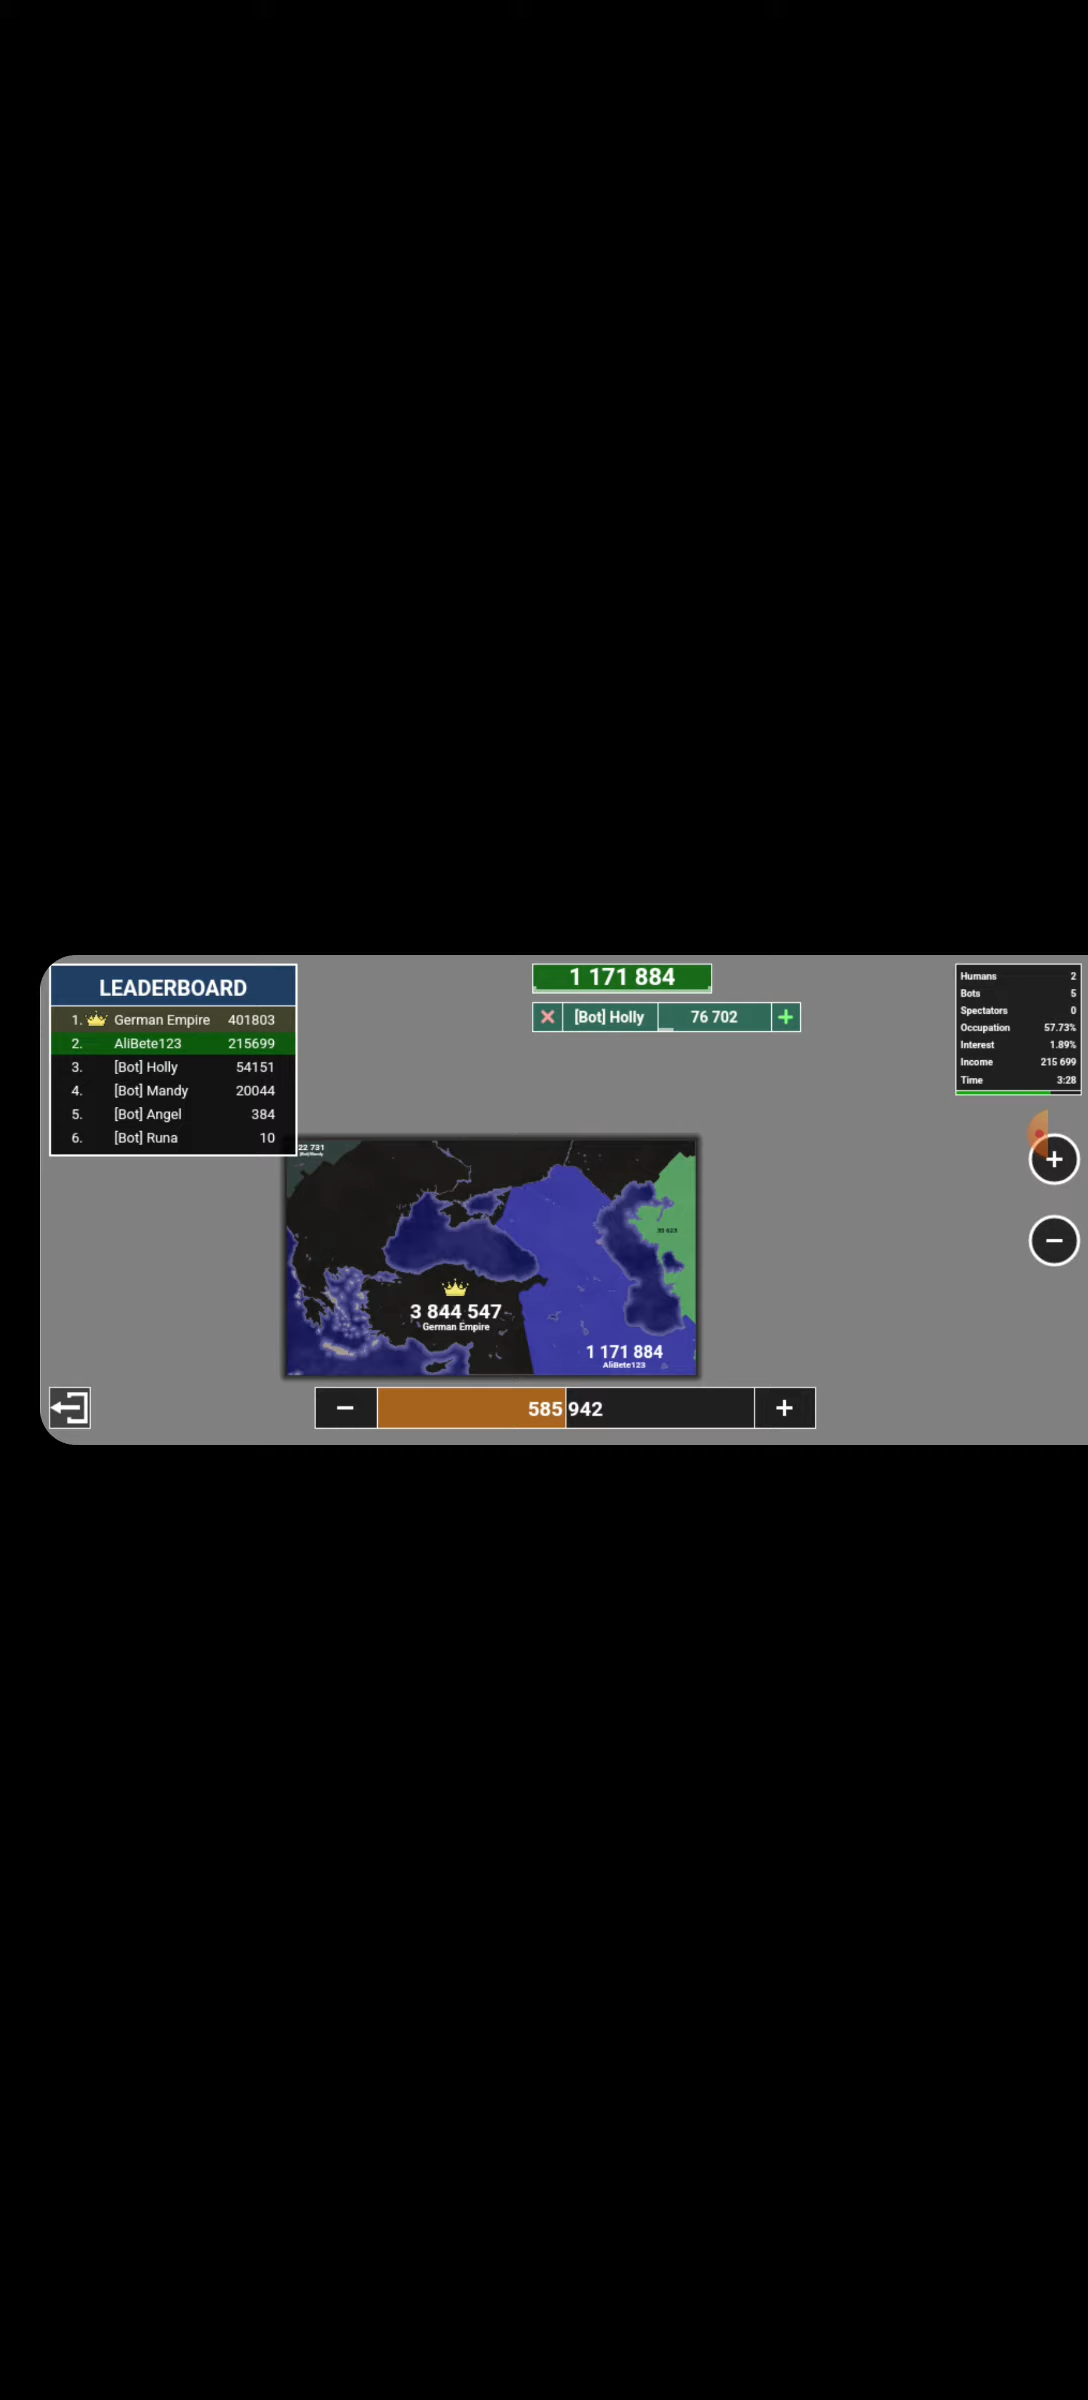 LEADERBOARD
1. German Empire 401803
2. AliBete123 215699
3. [Bot] Holly 54151
4. [Bot] Mandy 20044
5. [Bot] Angel 384
6. [Bot] Runa 10
1 171 884
[Bot] Holly 76 702 +
Humans 2
Bots 5
Spectators 0
Occupation 57.73%
Interest 1.89%
Income 215 699
Time 3:28
+
−
22 731
[Bot] Mandy
3 844 547
German Empire
1 171 884
AliBete123
− 585 942 +